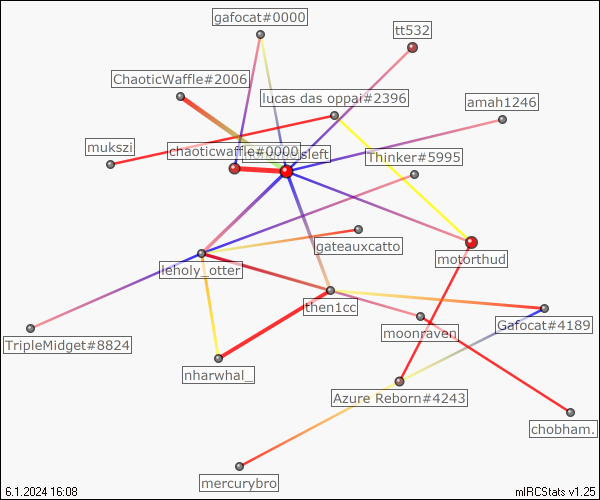 gafocat#0000
tt532
ChaoticWaffle#2006
lucas das oppai#2396
amah1246
mukszi
chaoticwaffle#0000
sleft
Thinker#5995
gateauxcatto
motorthud
leholy_otter
then1cc
Gafocat#4189
moonraven
TripleMidget#8824
nharwhal_
Azure Reborn#4243
chobham.
mercurybro
6.1.2024 16:08
mIRCStats v1.25